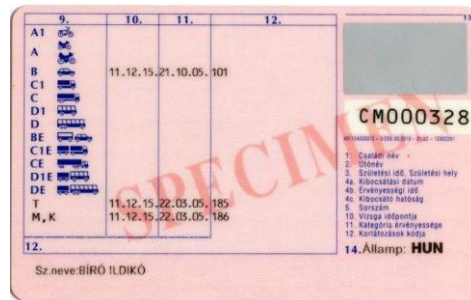 9. 10. 11. 12.
A1
A
B 11.12.15. 21.10.05. 101
C1
C
D1
D
BE
C1E
CE
D1E
DE
T 11.12.15. 22.03.05. 185
M,K 11.12.15. 22.03.05. 186
12.
Sz.neve:BÍRÓ ILDIKÓ
SPECIMEN
13.
CM000328
1. Családi név
2. Utónév
3. Születési idő, Születési hely
4a. Kibocsátási dátum
4b. Érvényességi idő
4c. Kibocsátó hatóság
5. Sorszám
10. Vizsga időpontja
11. Kategória érvényessége
12. Korlátozások kódja
14.Államp: HUN